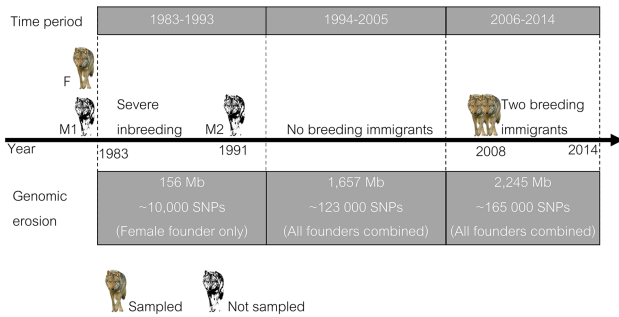 Time period 1983-1993 1994-2005 2006-2014
F
M1 Severe inbreeding M2 No breeding immigrants Two breeding immigrants
Year 1983 1991 2008 2014
Genomic erosion
156 Mb 1,657 Mb 2,245 Mb
~10,000 SNPs ~123 000 SNPs ~165 000 SNPs
(Female founder only) (All founders combined) (All founders combined)
Sampled Not sampled